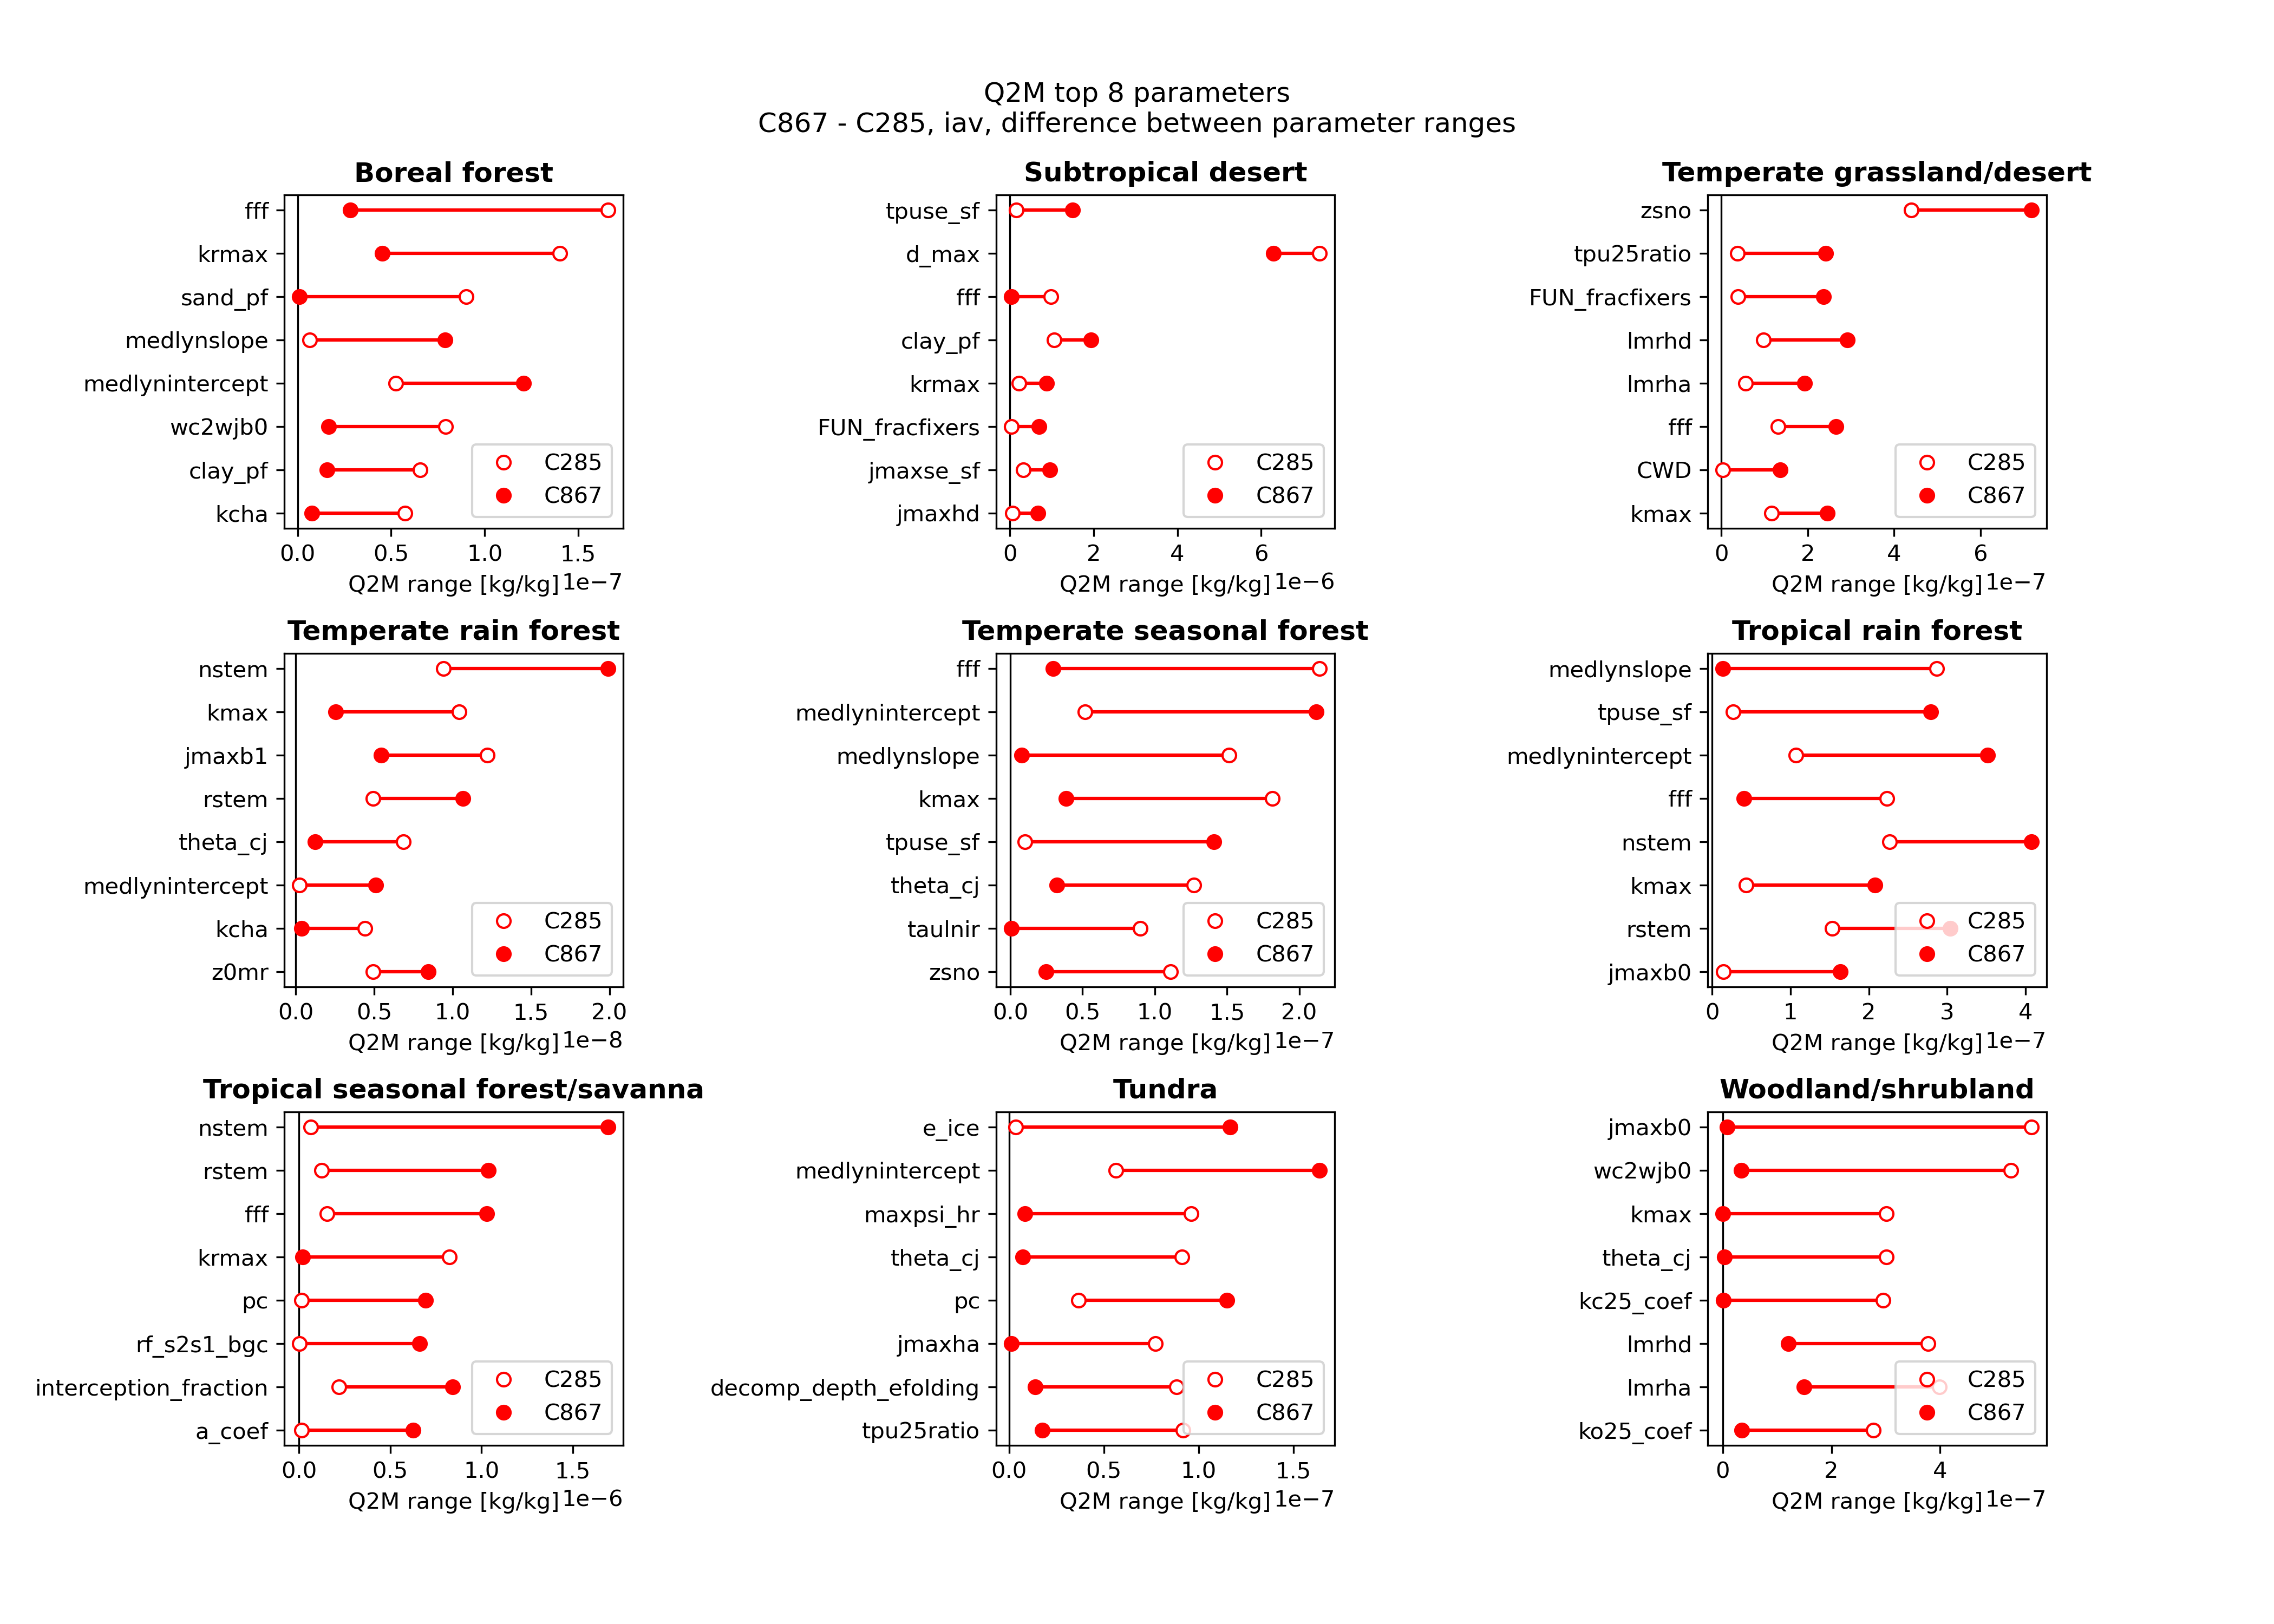 Q2M top 8 parameters
C867 - C285, iav, difference between parameter ranges
Boreal forest
fff
krmax
sand_pf
medlynslope
medlynintercept
wc2wjb0
clay_pf
kcha
C285
C867
0.0 0.5 1.0 1.5
Q2M range [kg/kg] 1e−7
Subtropical desert
tpuse_sf
d_max
fff
clay_pf
krmax
FUN_fracfixers
jmaxse_sf
jmaxhd
C285
C867
0 2 4 6
Q2M range [kg/kg] 1e−6
Temperate grassland/desert
zsno
tpu25ratio
FUN_fracfixers
lmrhd
lmrha
fff
CWD
kmax
C285
C867
0 2 4 6
Q2M range [kg/kg] 1e−7
Temperate rain forest
nstem
kmax
jmaxb1
rstem
theta_cj
medlynintercept
kcha
z0mr
C285
C867
0.0 0.5 1.0 1.5 2.0
Q2M range [kg/kg] 1e−8
Temperate seasonal forest
fff
medlynintercept
medlynslope
kmax
tpuse_sf
theta_cj
taulnir
zsno
C285
C867
0.0 0.5 1.0 1.5 2.0
Q2M range [kg/kg] 1e−7
Tropical rain forest
medlynslope
tpuse_sf
medlynintercept
fff
nstem
kmax
rstem
jmaxb0
C285
C867
0 1 2 3 4
Q2M range [kg/kg] 1e−7
Tropical seasonal forest/savanna
nstem
rstem
fff
krmax
pc
rf_s2s1_bgc
interception_fraction
a_coef
C285
C867
0.0 0.5 1.0 1.5
Q2M range [kg/kg] 1e−6
Tundra
e_ice
medlynintercept
maxpsi_hr
theta_cj
pc
jmaxha
decomp_depth_efolding
tpu25ratio
C285
C867
0.0 0.5 1.0 1.5
Q2M range [kg/kg] 1e−7
Woodland/shrubland
jmaxb0
wc2wjb0
kmax
theta_cj
kc25_coef
lmrhd
lmrha
ko25_coef
C285
C867
0 2 4
Q2M range [kg/kg] 1e−7